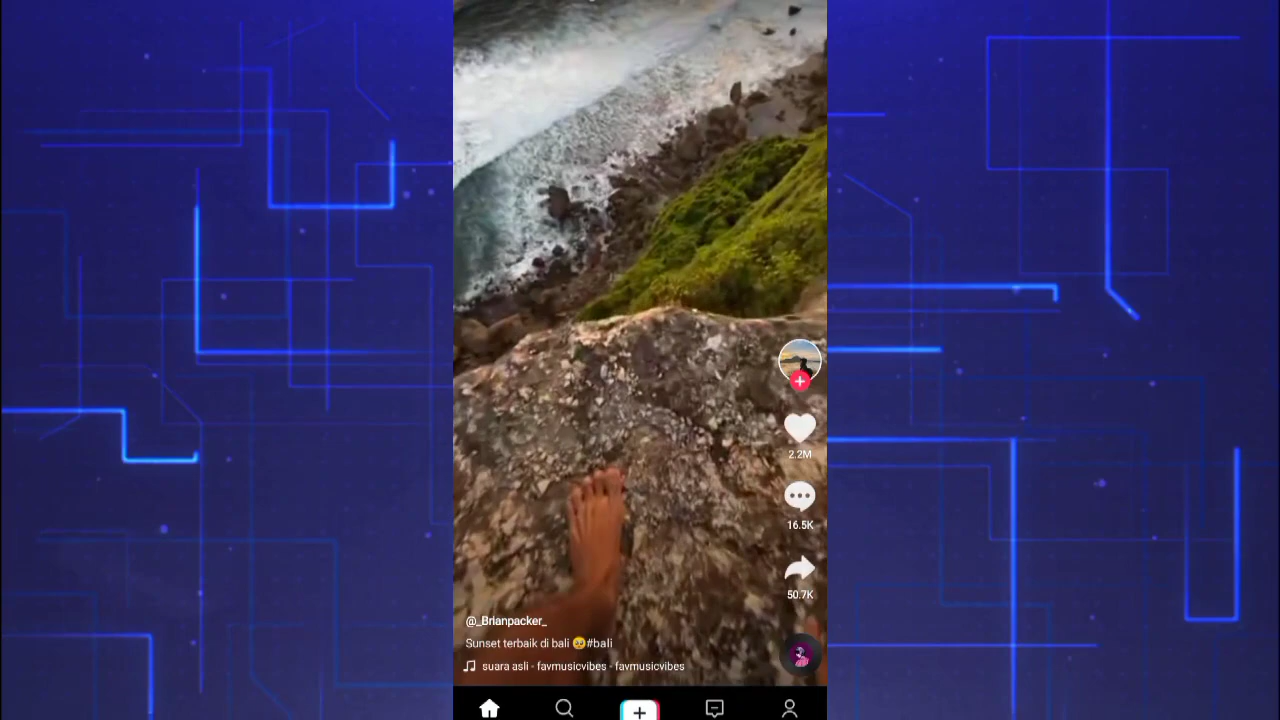 2.2M
16.5K
50.7K
@_Brianpacker_
Sunset terbaik di bali 🥺#bali
suara asli - favmusicvibes - favmusicvibes